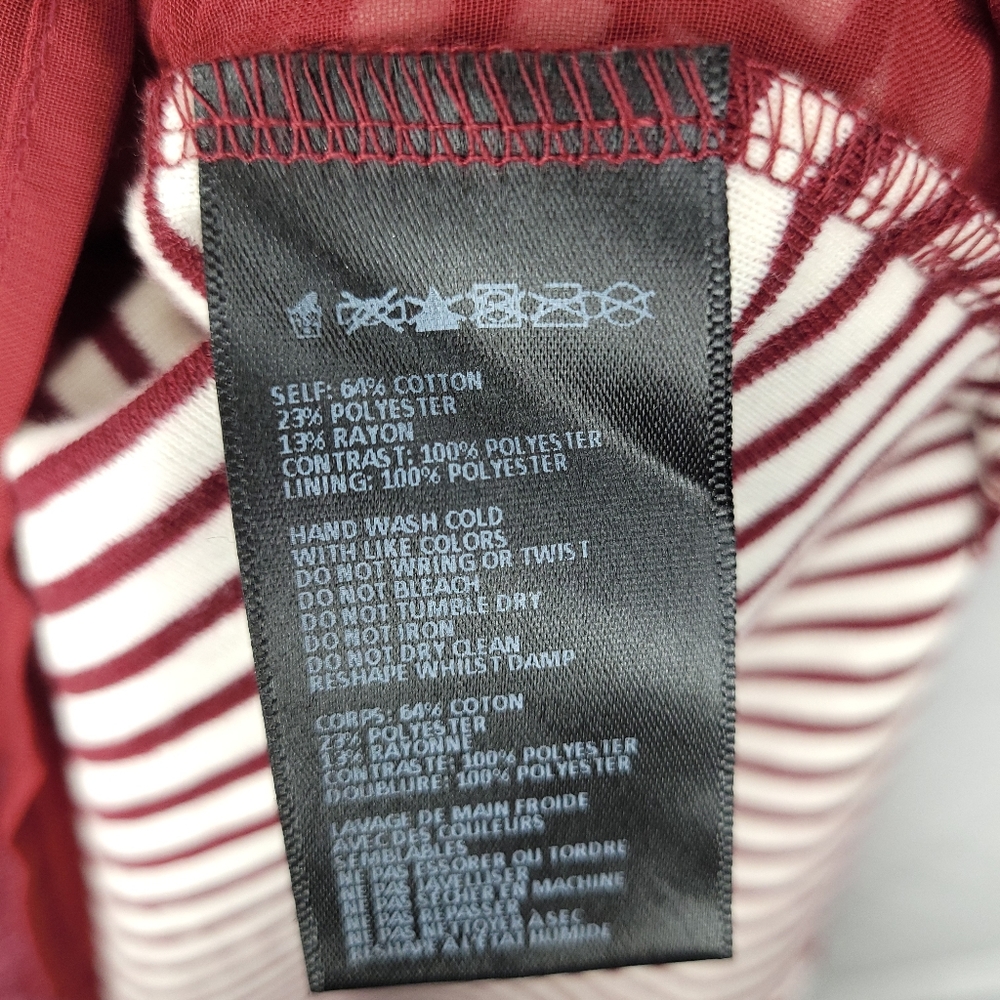 SELF: 64% COTTON
23% POLYESTER
13% RAYON
CONTRAST: 100% POLYESTER
LINING: 100% POLYESTER
HAND WASH COLD
WITH LIKE COLORS
DO NOT WRING OR TWIST
DO NOT BLEACH
DO NOT TUMBLE DRY
DO NOT IRON
DO NOT DRY CLEAN
RESHAPE WHILST DAMP
CORPS: 64% COTON
23% POLYESTER
13% RAYONNE
CONTRASTE: 100% POLYESTER
DOUBLURE: 100% POLYESTER
LAVAGE DE MAIN FROIDE
AVEC DES COULEURS
SEMBLABLES
NE PAS ESSORER OU TORDRE
NE PAS JAVELLISER
NE PAS SÉCHER EN MACHINE
NE PAS REPASSER
NE PAS NETTOYER À SEC
À L'ÉTAT HUMIDE